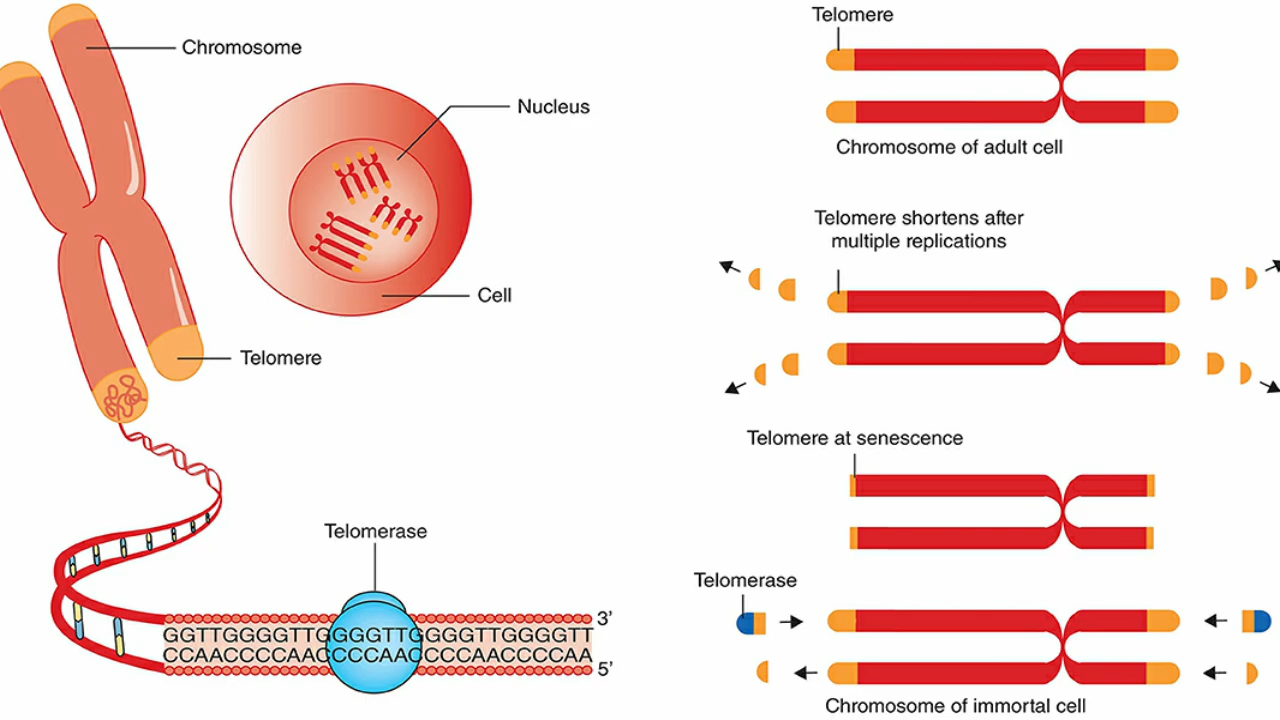 Chromosome
Nucleus
Cell
Telomere
Telomerase
3’
GGTTGGGGTTGGGGTTGGGGTTGGGGTT
CCAACCCCAACCCCAACCCCAACCCCAA
5’
Telomere
Chromosome of adult cell
Telomere shortens after
multiple replications
Telomere at senescence
Telomerase
Chromosome of immortal cell